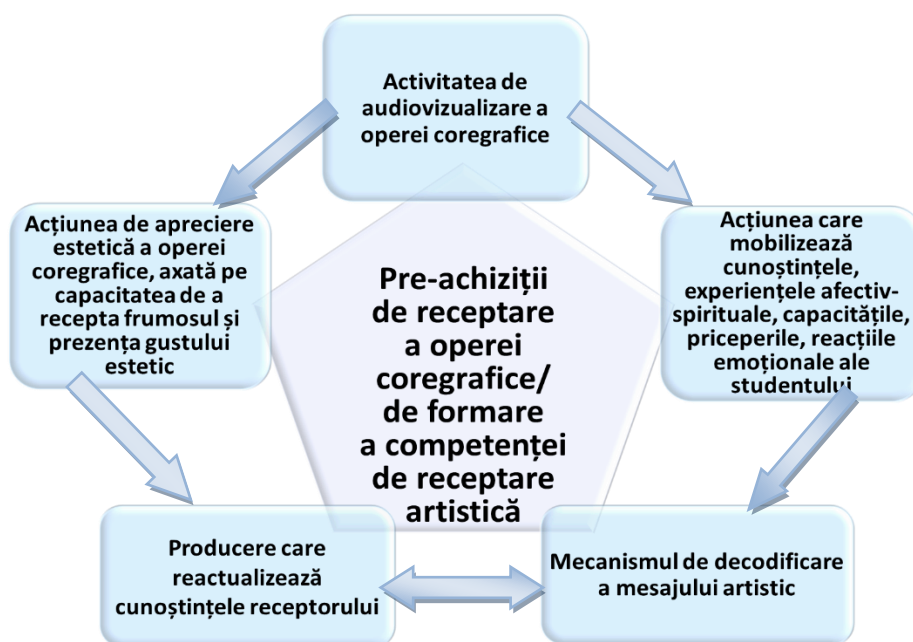 Activitatea de
audiovizualizare a
operei coregrafice
Acțiunea de apreciere
estetică a operei
coregrafice, axată pe
capacitatea de a
recepta frumosul și
prezența gustului
estetic
Acțiunea care
mobilizează
cunoștințele,
experiențele afectiv-
spirituale, capacitățile,
priceperile, reacțiile
emoționale ale
studentului
Pre-achiziții
de receptare
a operei
coregrafice/
de formare
a competenței
de receptare
artistică
Producere care
reactualizează
cunoștințele receptorului
Mecanismul de decodificare
a mesajului artistic